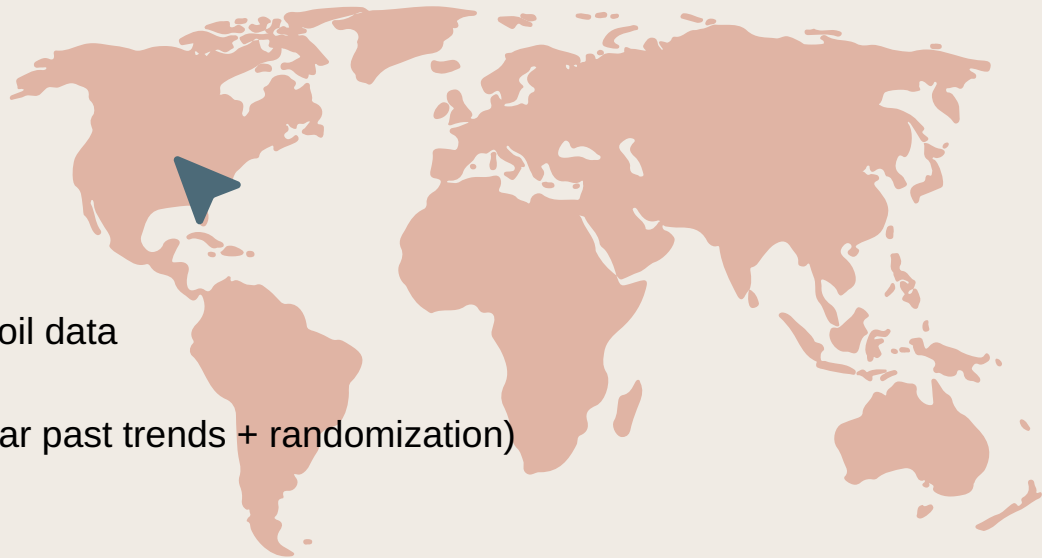 oil data
ar past trends + randomization)